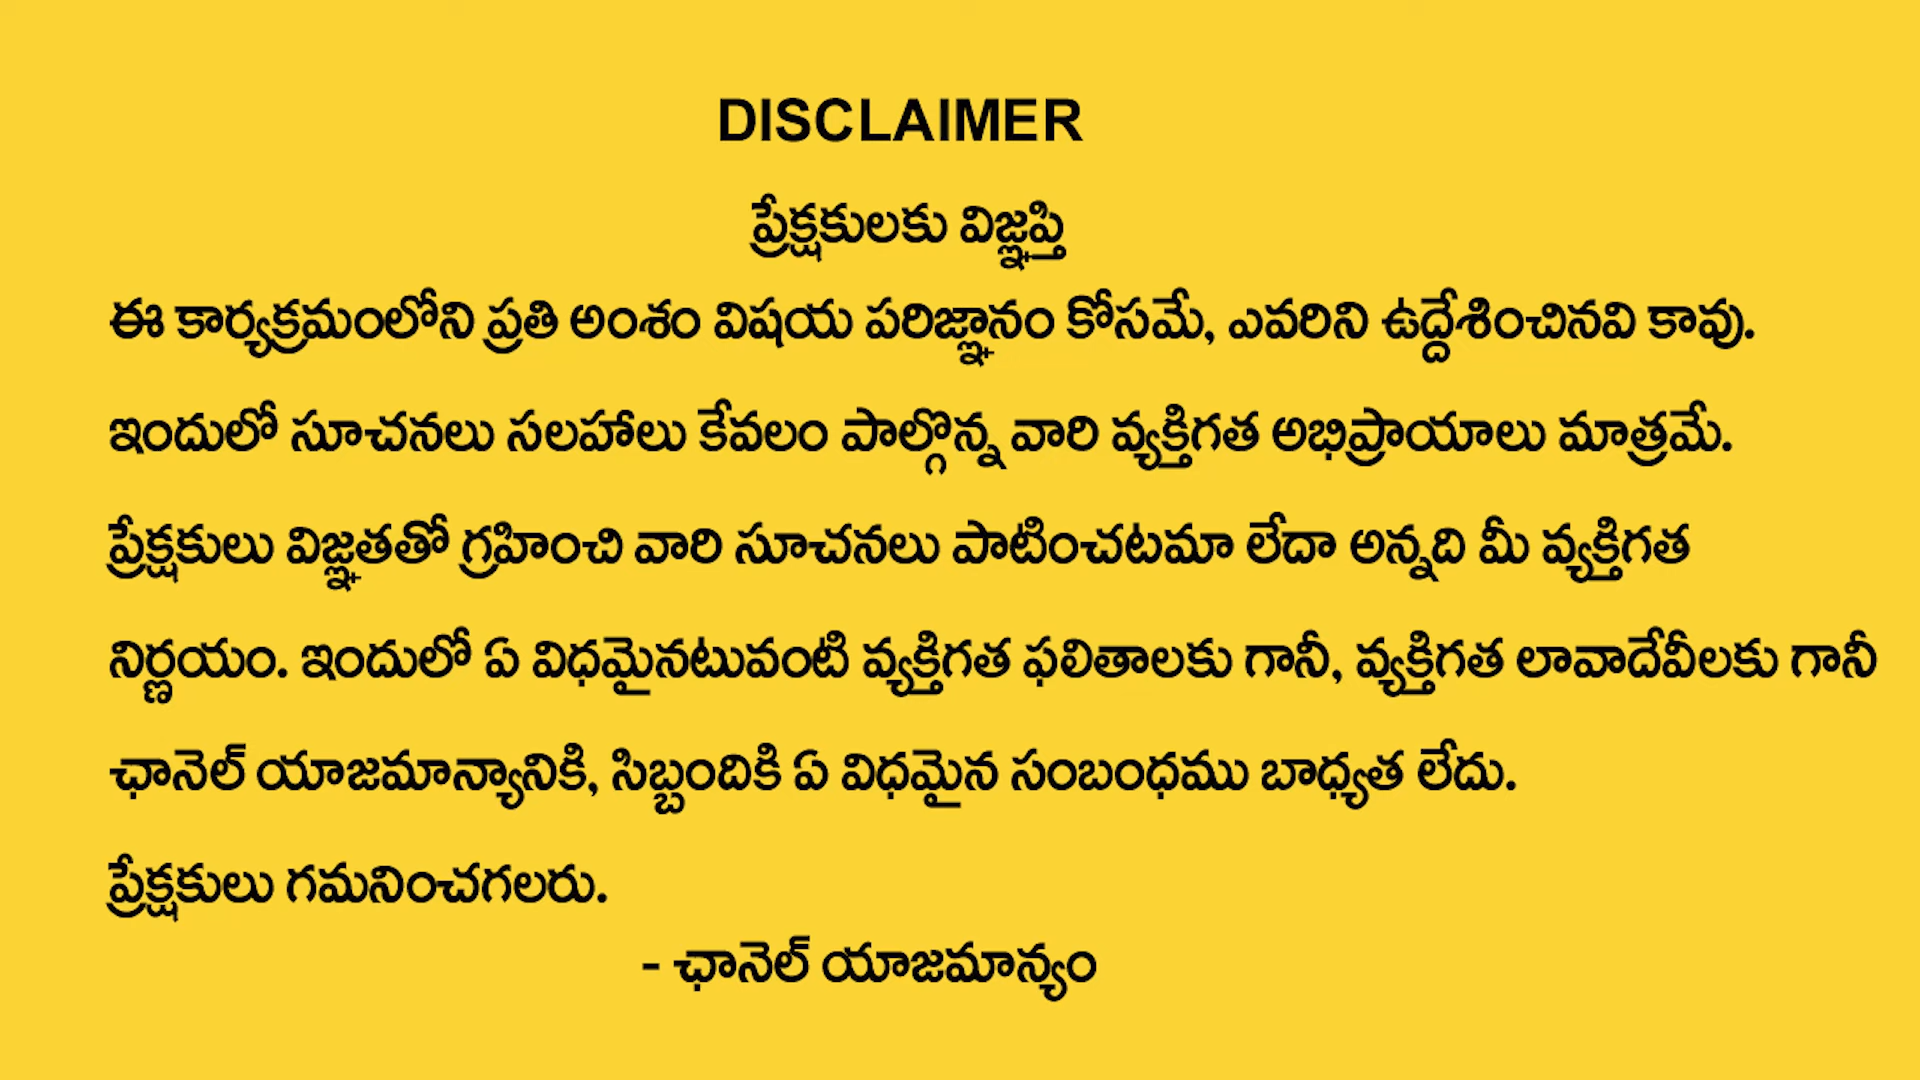 DISCLAIMER
ప్రేక్షకులకు విజ్ఞప్తి
ఈ కార్యక్రమంలోని ప్రతి అంశం విషయ పరిజ్ఞానం కోసమే, ఎవరిని ఉద్దేశించినవి కావు.
ఇందులో సూచనలు సలహాలు కేవలం పాల్గొన్న వారి వ్యక్తిగత అభిప్రాయాలు మాత్రమే.
ప్రేక్షకులు విజ్ఞతతో గ్రహించి వారి సూచనలు పాటించటమా లేదా అన్నది మీ వ్యక్తిగత
నిర్ణయం. ఇందులో ఏ విధమైనటువంటి వ్యక్తిగత ఫలితాలకు గానీ, వ్యక్తిగత లావాదేవీలకు గానీ
ఛానెల్ యాజమాన్యానికి, సిబ్బందికి ఏ విధమైన సంబంధము బాధ్యత లేదు.
ప్రేక్షకులు గమనించగలరు.
- ఛానెల్ యాజమాన్యం